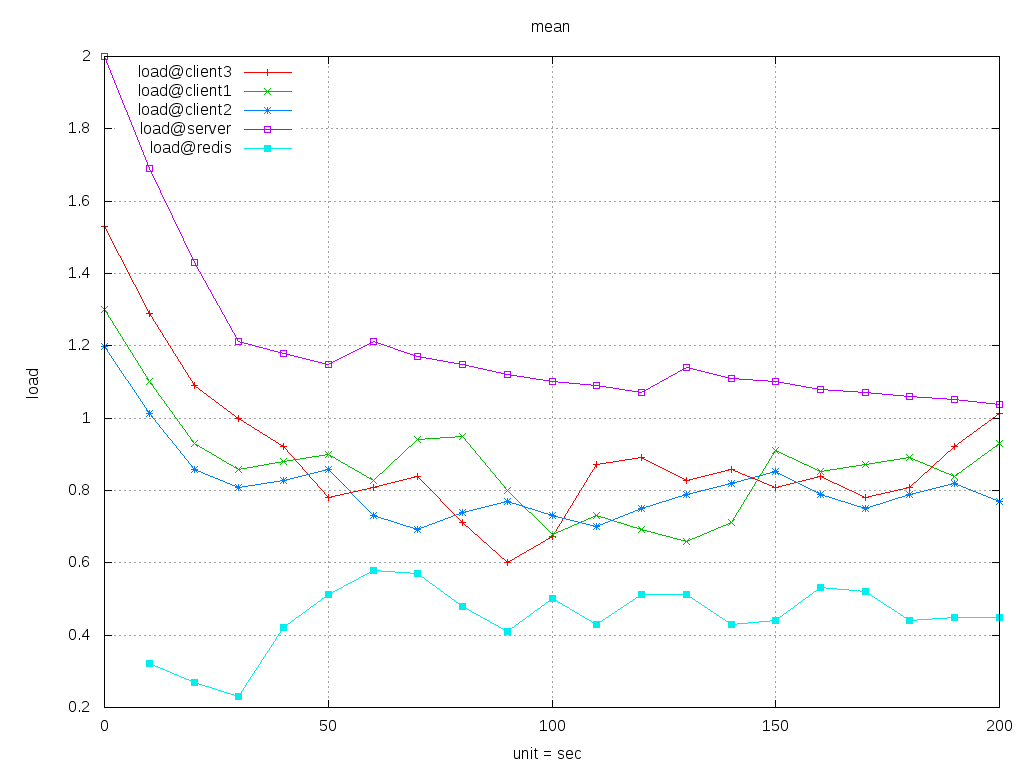 mean
load@client3
load@client1
load@client2
load@server
load@redis
2
1.8
1.6
1.4
1.2
1
0.8
0.6
0.4
0.2
load
0 50 100 150 200
unit = sec